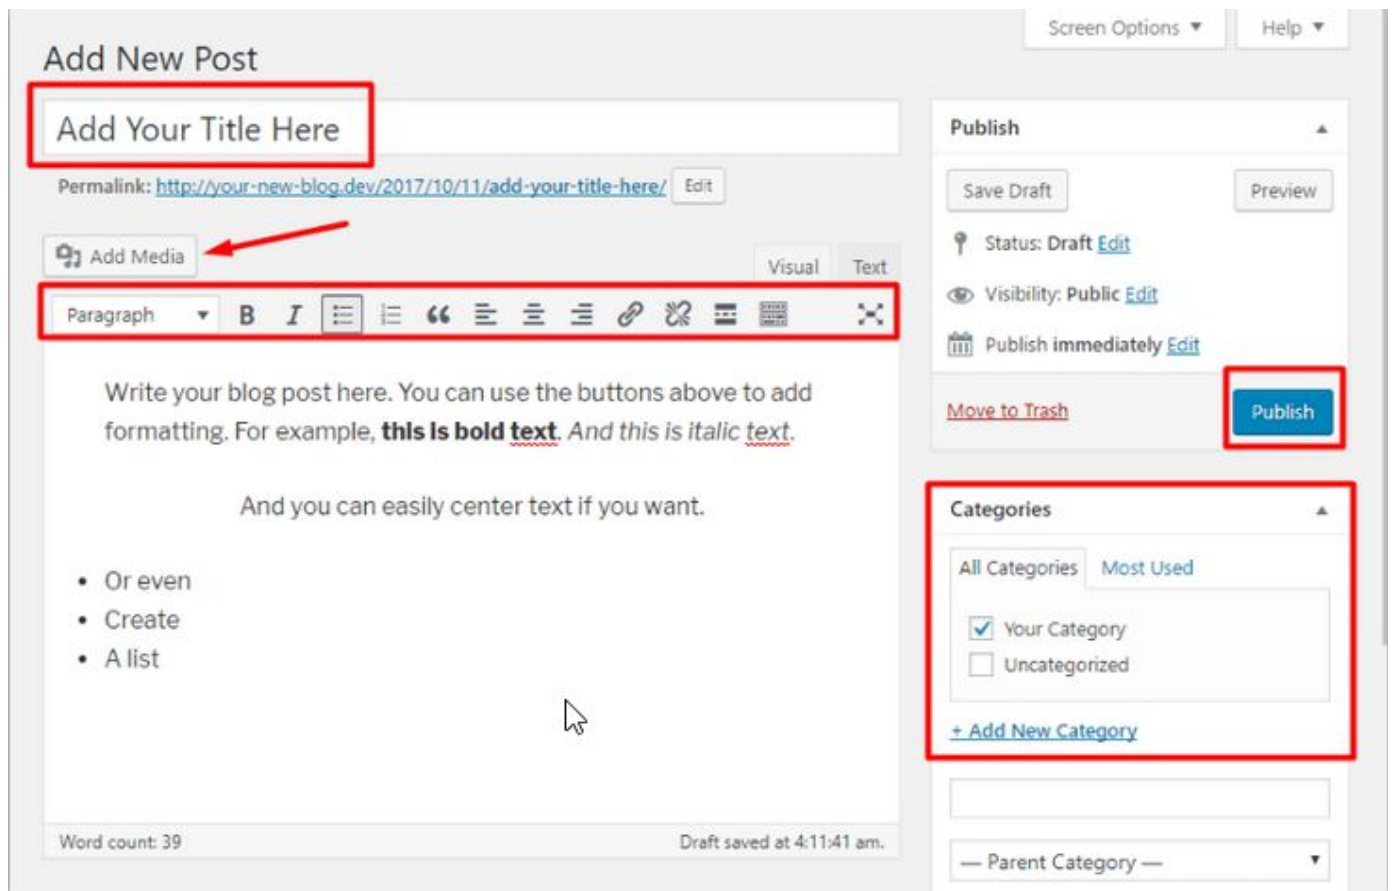 Screen Options
Help
Add New Post
Add Your Title Here
Permalink: http://your-new-blog.dev/2017/10/11/add-your-title-here/ Edit
Add Media
Visual Text
Paragraph B I
Write your blog post here. You can use the buttons above to add
formatting. For example, this is bold text. And this is italic text.
And you can easily center text if you want.
• Or even
• Create
• A list
Word count: 39
Draft saved at 4:11:41 am.
Publish
Save Draft
Preview
Status: Draft Edit
Visibility: Public Edit
Publish immediately Edit
Move to Trash
Publish
Categories
All Categories Most Used
Your Category
Uncategorized
+ Add New Category
— Parent Category —